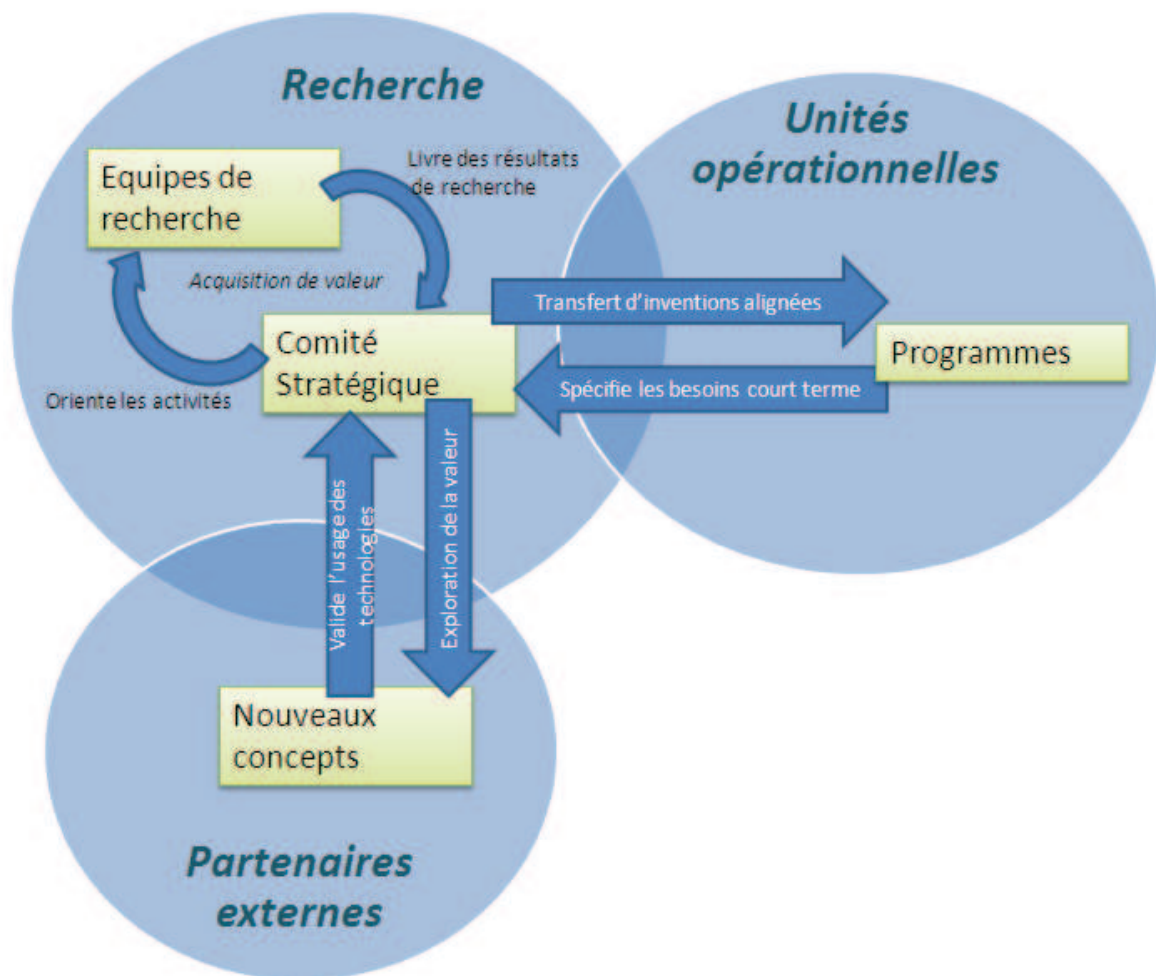 Recherche
Unités
opérationnelles
Equipes de
recherche
Livre des résultats
de recherche
Acquisition de valeur
Transfert d'inventions alignées
Comité
Stratégique
Programmes
Spécifie les besoins court terme
Oriente les activités
Valide l'usage des
technologies
Exploration de la valeur
Nouveaux
concepts
Partenaires
externes